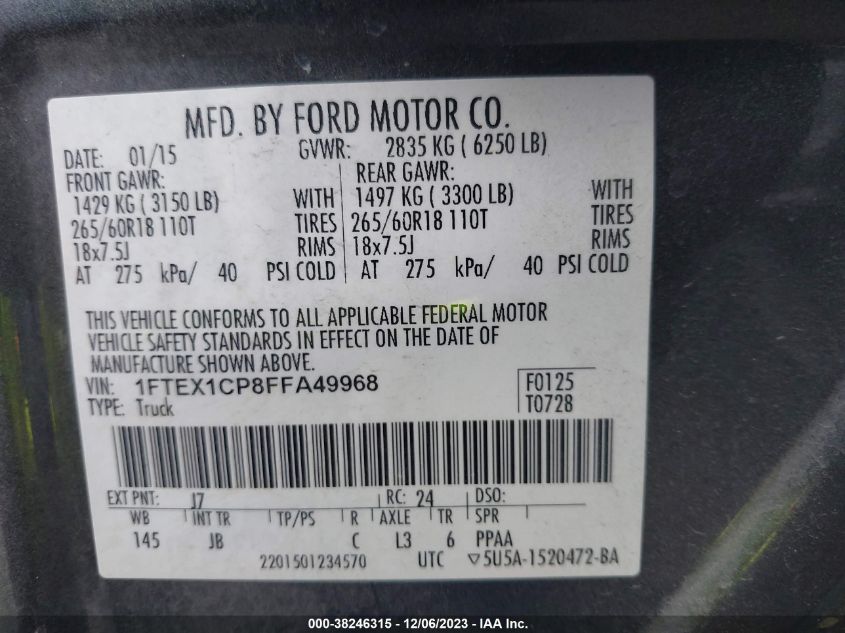 MFD. BY FORD MOTOR CO.
DATE: 01/15 GVWR: 2835 KG ( 6250 LB)
FRONT GAWR: REAR GAWR:
1429 KG ( 3150 LB) WITH 1497 KG ( 3300 LB) WITH
265/60R18 110T TIRES 265/60R18 110T TIRES
18x7.5J RIMS 18x7.5J RIMS
AT 275 kPa/ 40 PSI COLD AT 275 kPa/ 40 PSI COLD
THIS VEHICLE CONFORMS TO ALL APPLICABLE FEDERAL MOTOR
VEHICLE SAFETY STANDARDS IN EFFECT ON THE DATE OF
MANUFACTURE SHOWN ABOVE.
VIN: 1FTEX1CP8FFA49968 F0125
TYPE: Truck T0728
EXT PNT: J7 RC: 24 DSO:
WB INT TR TP/PS R AXLE TR SPR
145 JB C L3 6 PPAA
2201501234570 UTC ▽5U5A-1520472-BA
000-38246315 - 12/06/2023 - IAA Inc.